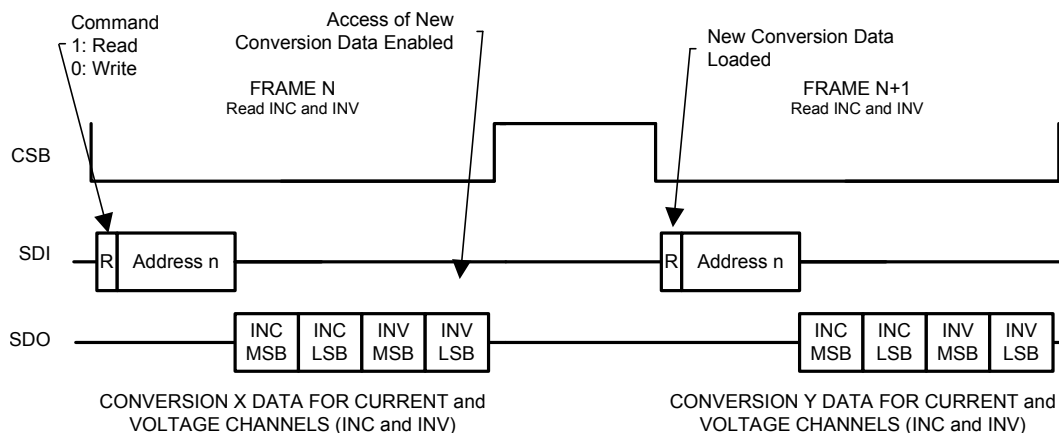 Command
1: Read
0: Write
Access of New
Conversion Data Enabled
New Conversion Data
Loaded
FRAME N
Read INC and INV
FRAME N+1
Read INC and INV
CSB
SDI
R
Address n
R
Address n
SDO
INC
MSB
INC
LSB
INV
MSB
INV
LSB
INC
MSB
INC
LSB
INV
MSB
INV
LSB
CONVERSION X DATA FOR CURRENT and
VOLTAGE CHANNELS (INC and INV)
CONVERSION Y DATA FOR CURRENT and
VOLTAGE CHANNELS (INC and INV)